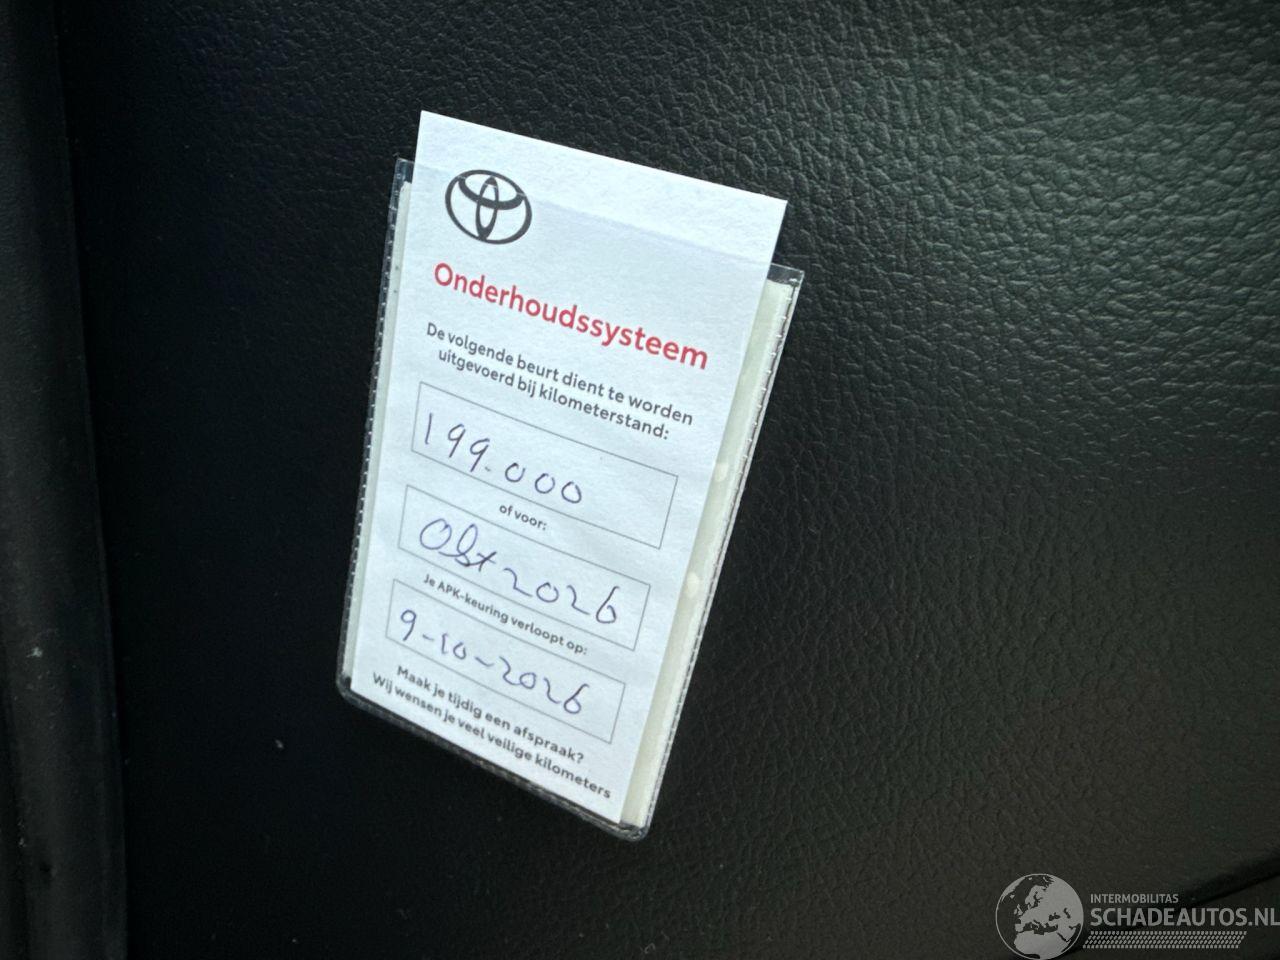 Onderhoudssysteem
De volgende beurt dient te worden
uitgevoerd bij kilometerstand:
199.000
of voor:
Okt 2026
Je APK-keuring verloopt op:
9-10-2026
Maak je tijdig een afspraak?
Wij wensen je veel veilige kilometers
INTERMOBILITAS
SCHADEAUTOS.NL